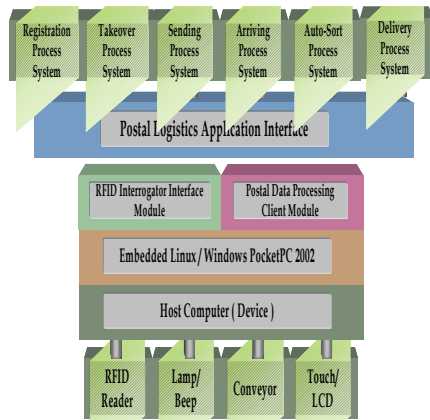 Registration
Process
System
Takeover
Process
System
Sending
Process
System
Arriving
Process
System
Auto-Sort
Process
System
Delivery
Process
System
Postal Logistics Application Interface
RFID Interrogator Interface
Module
Postal Data Processing
Client Module
Embedded Linux / Windows PocketPC 2002
Host Computer ( Device )
RFID
Reader
Lamp/
Beep
Conveyor
Touch/
LCD